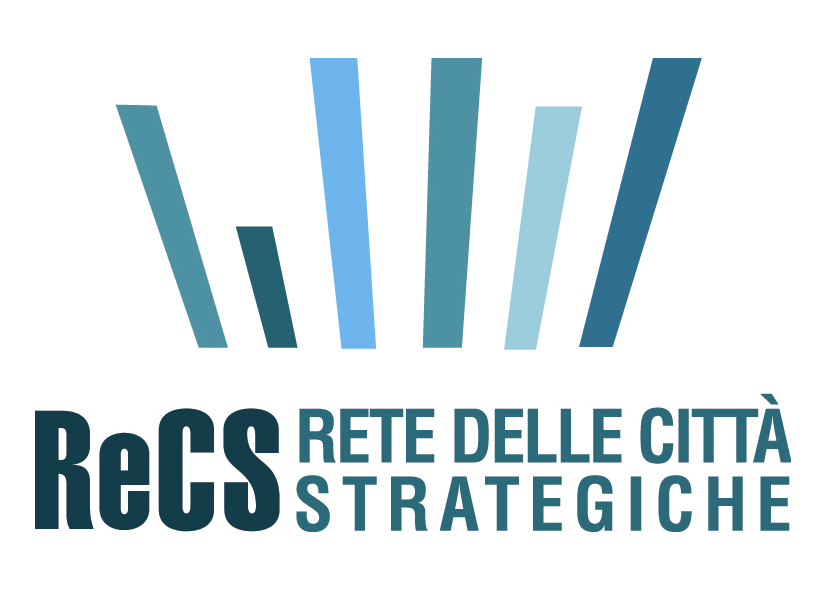 ReCS
RETE DELLE CITTÀ
STRATEGICHE